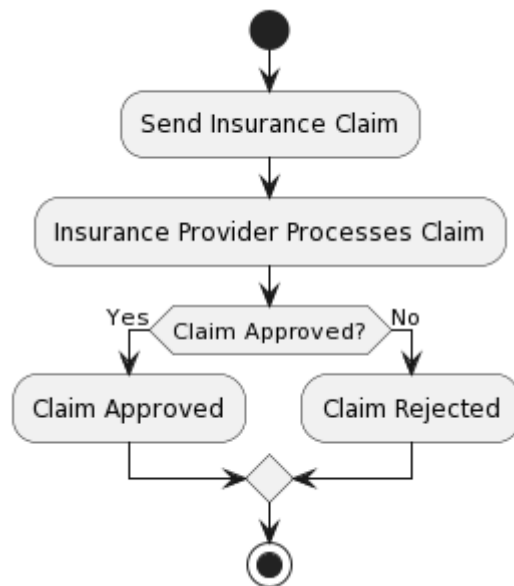 Send Insurance Claim
Insurance Provider Processes Claim
Yes
Claim Approved?
No
Claim Approved
Claim Rejected